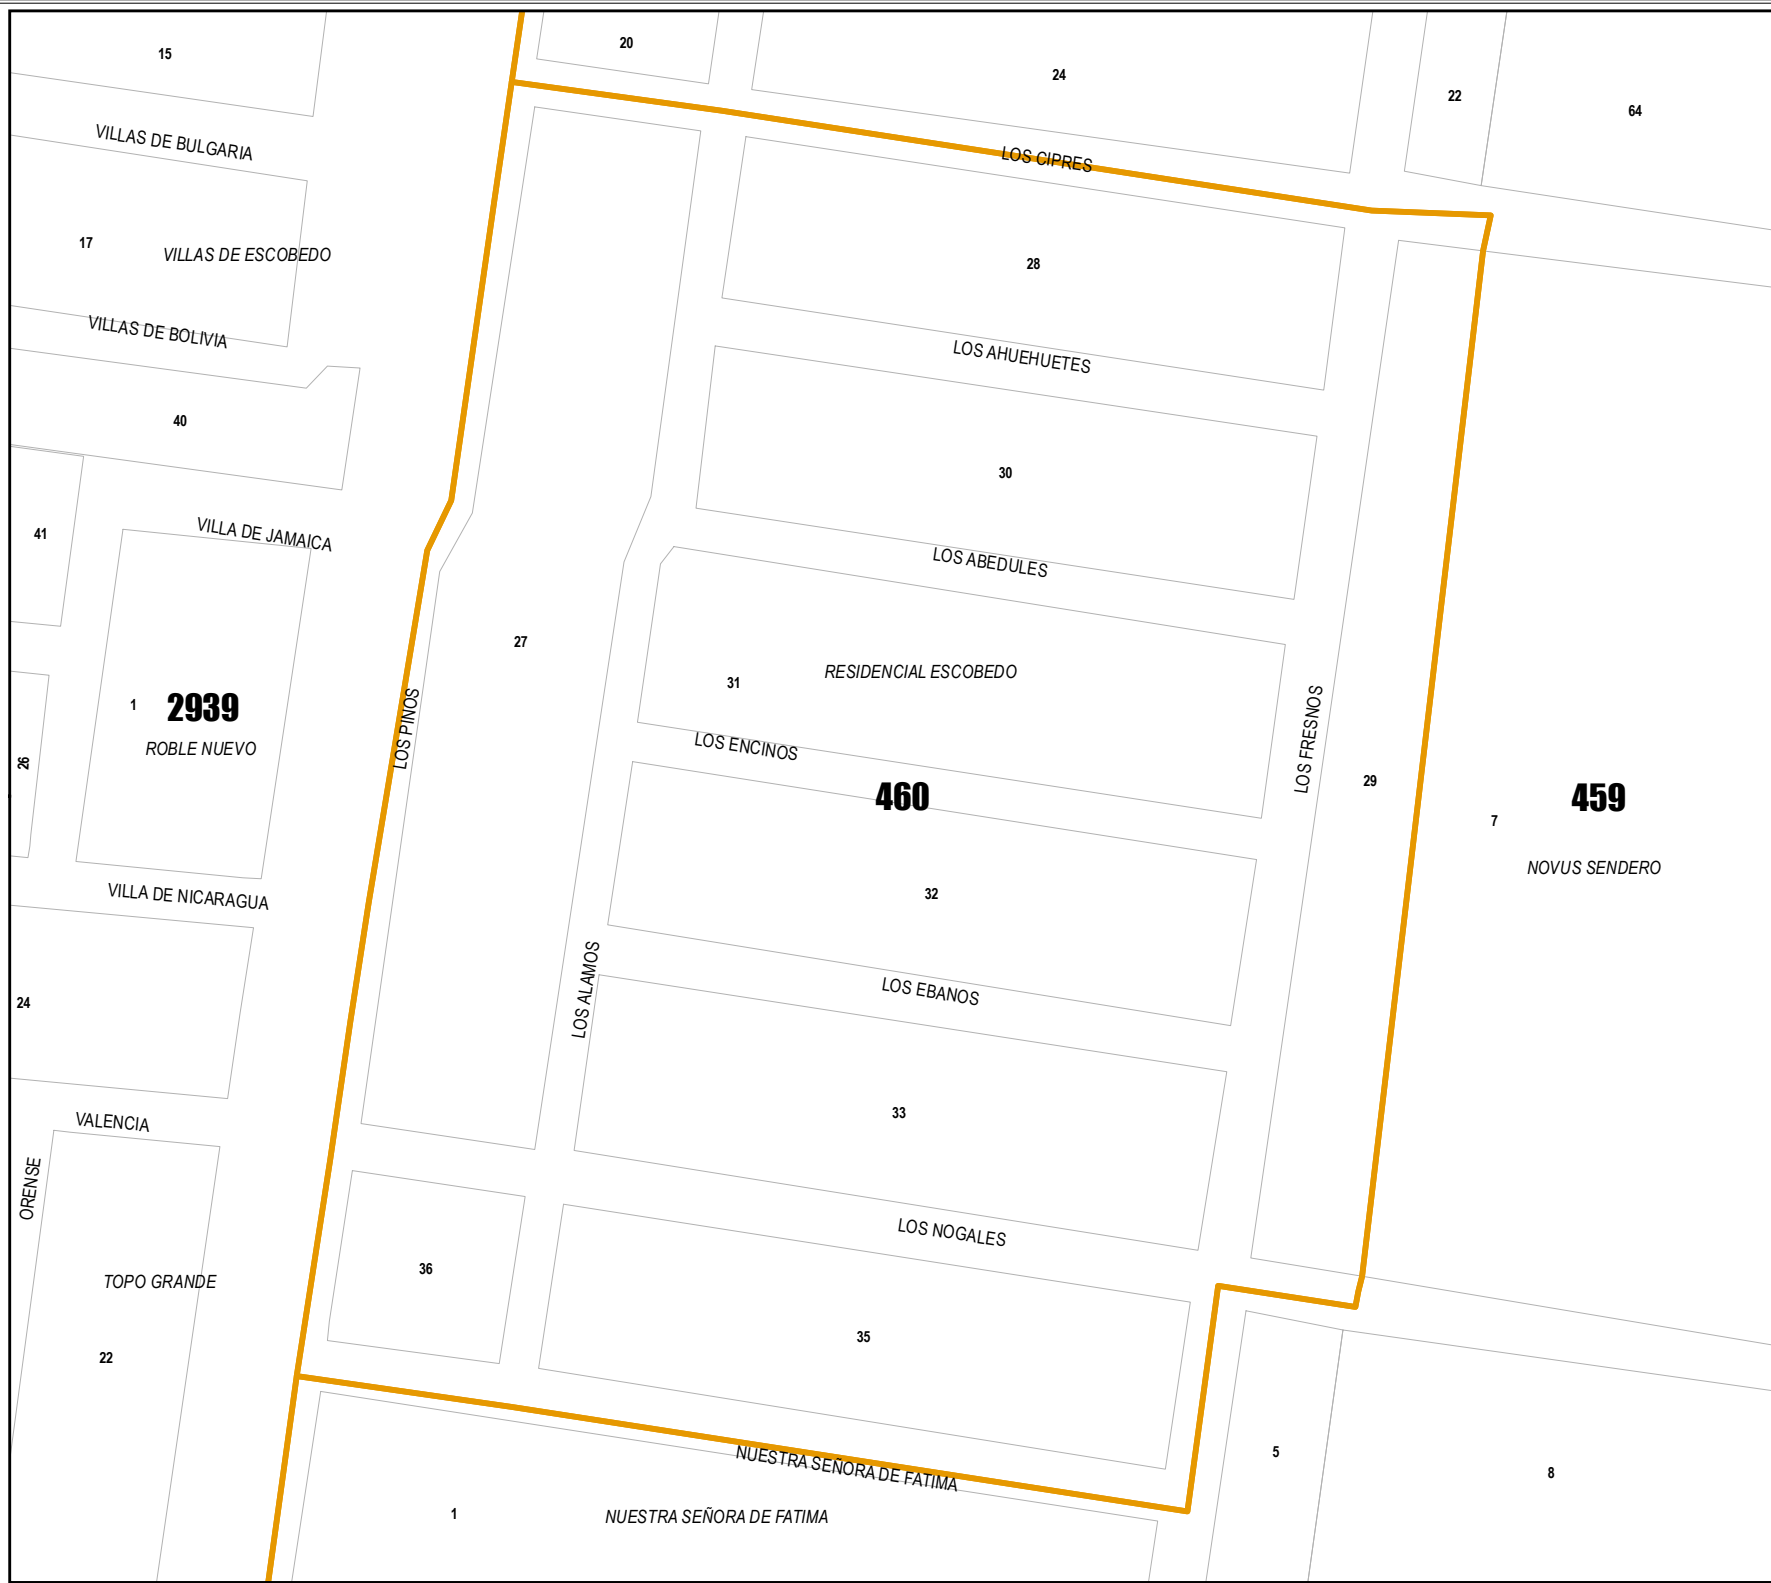 15
20
24
22
64
VILLAS DE BULGARIA
LOS CIPRES
17
VILLAS DE ESCOBEDO
28
VILLAS DE BOLIVIA
LOS AHUEHUETES
40
30
41
VILLA DE JAMAICA
LOS ABEDULES
27
RESIDENCIAL ESCOBEDO
31
1
2939
ROBLE NUEVO
LOS PINOS
LOS ENCINOS
LOS FRESNOS
26
460
29
459
7
NOVUS SENDERO
VILLA DE NICARAGUA
32
24
LOS ALAMOS
LOS EBANOS
VALENCIA
33
ORENSE
LOS NOGALES
36
TOPO GRANDE
35
22
NUESTRA SEÑORA DE FATIMA
5
8
1
NUESTRA SEÑORA DE FATIMA